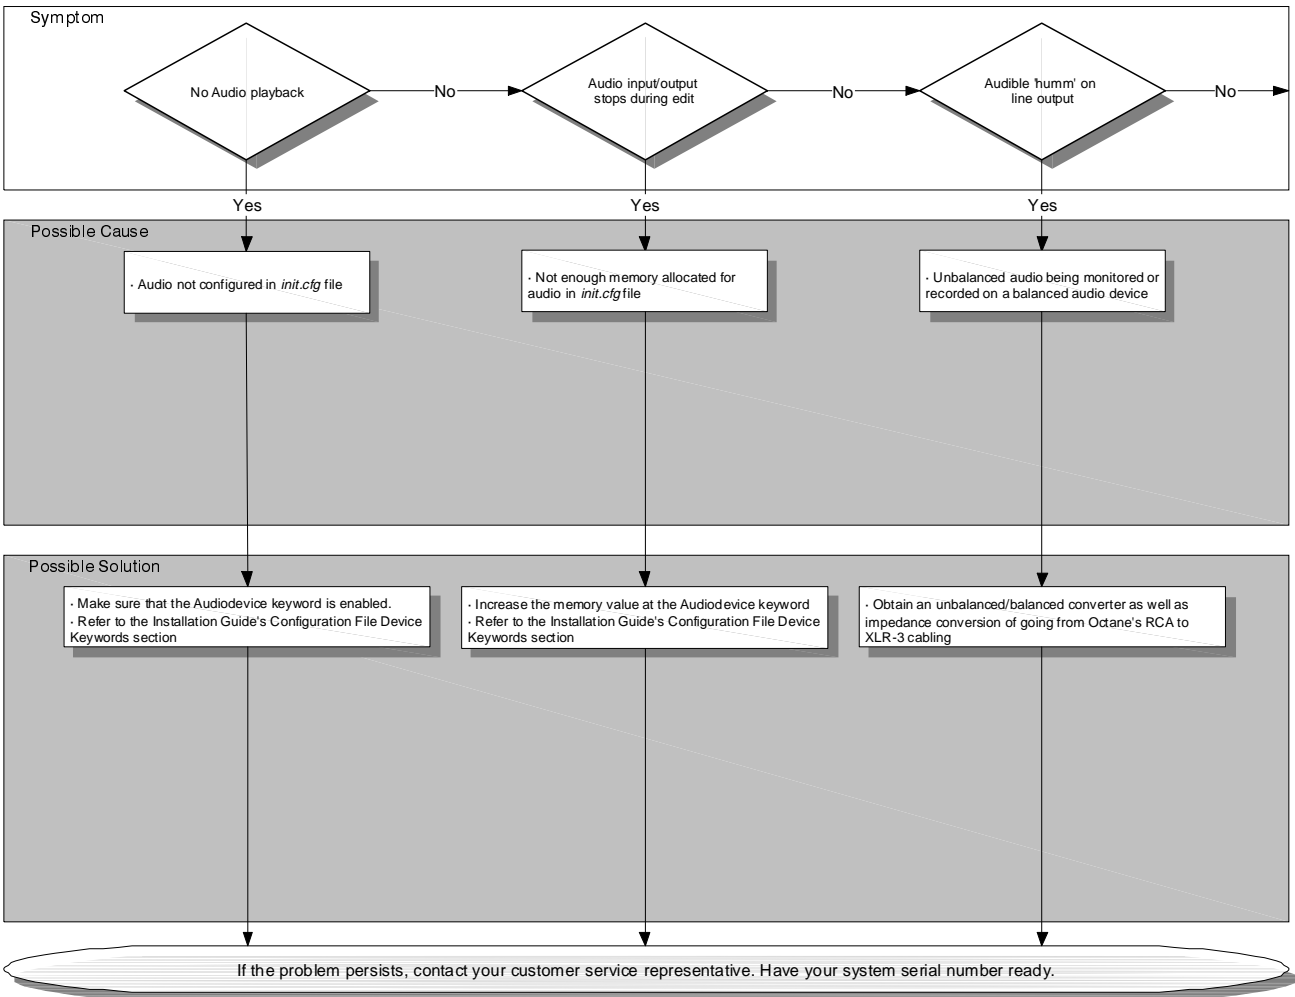 Symptom
No Audio playback
No
Audio input/output
stops during edit
No
Audible 'humm' on
line output
No
Yes
Yes
Yes
Possible Cause
· Audio not configured in init.cfg file
· Not enough memory allocated for
audio in init.cfg file
· Unbalanced audio being monitored or
recorded on a balanced audio device
Possible Solution
· Make sure that the Audiodevice keyword is enabled.
· Refer to the Installation Guide's Configuration File Device
Keywords section
· Increase the memory value at the Audiodevice keyword
· Refer to the Installation Guide's Configuration File Device
Keywords section
· Obtain an unbalanced/balanced converter as well as
impedance conversion of going from Octane's RCA to
XLR-3 cabling
If the problem persists, contact your customer service representative. Have your system serial number ready.